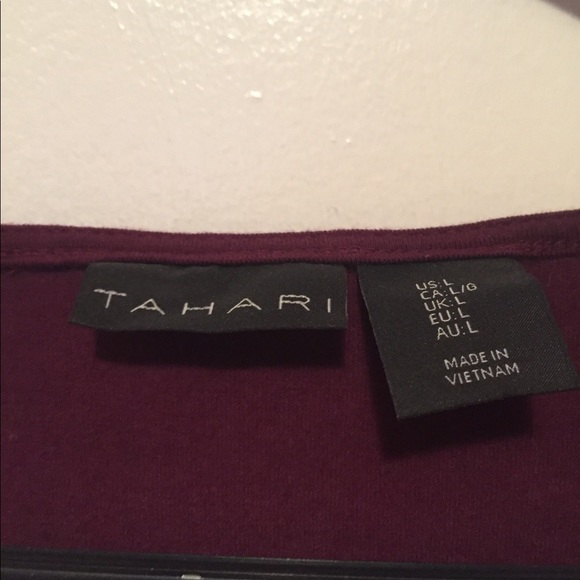 TAHARI
US: L
CA: L/G
UK: L
EU: L
AU: L
MADE IN
VIETNAM